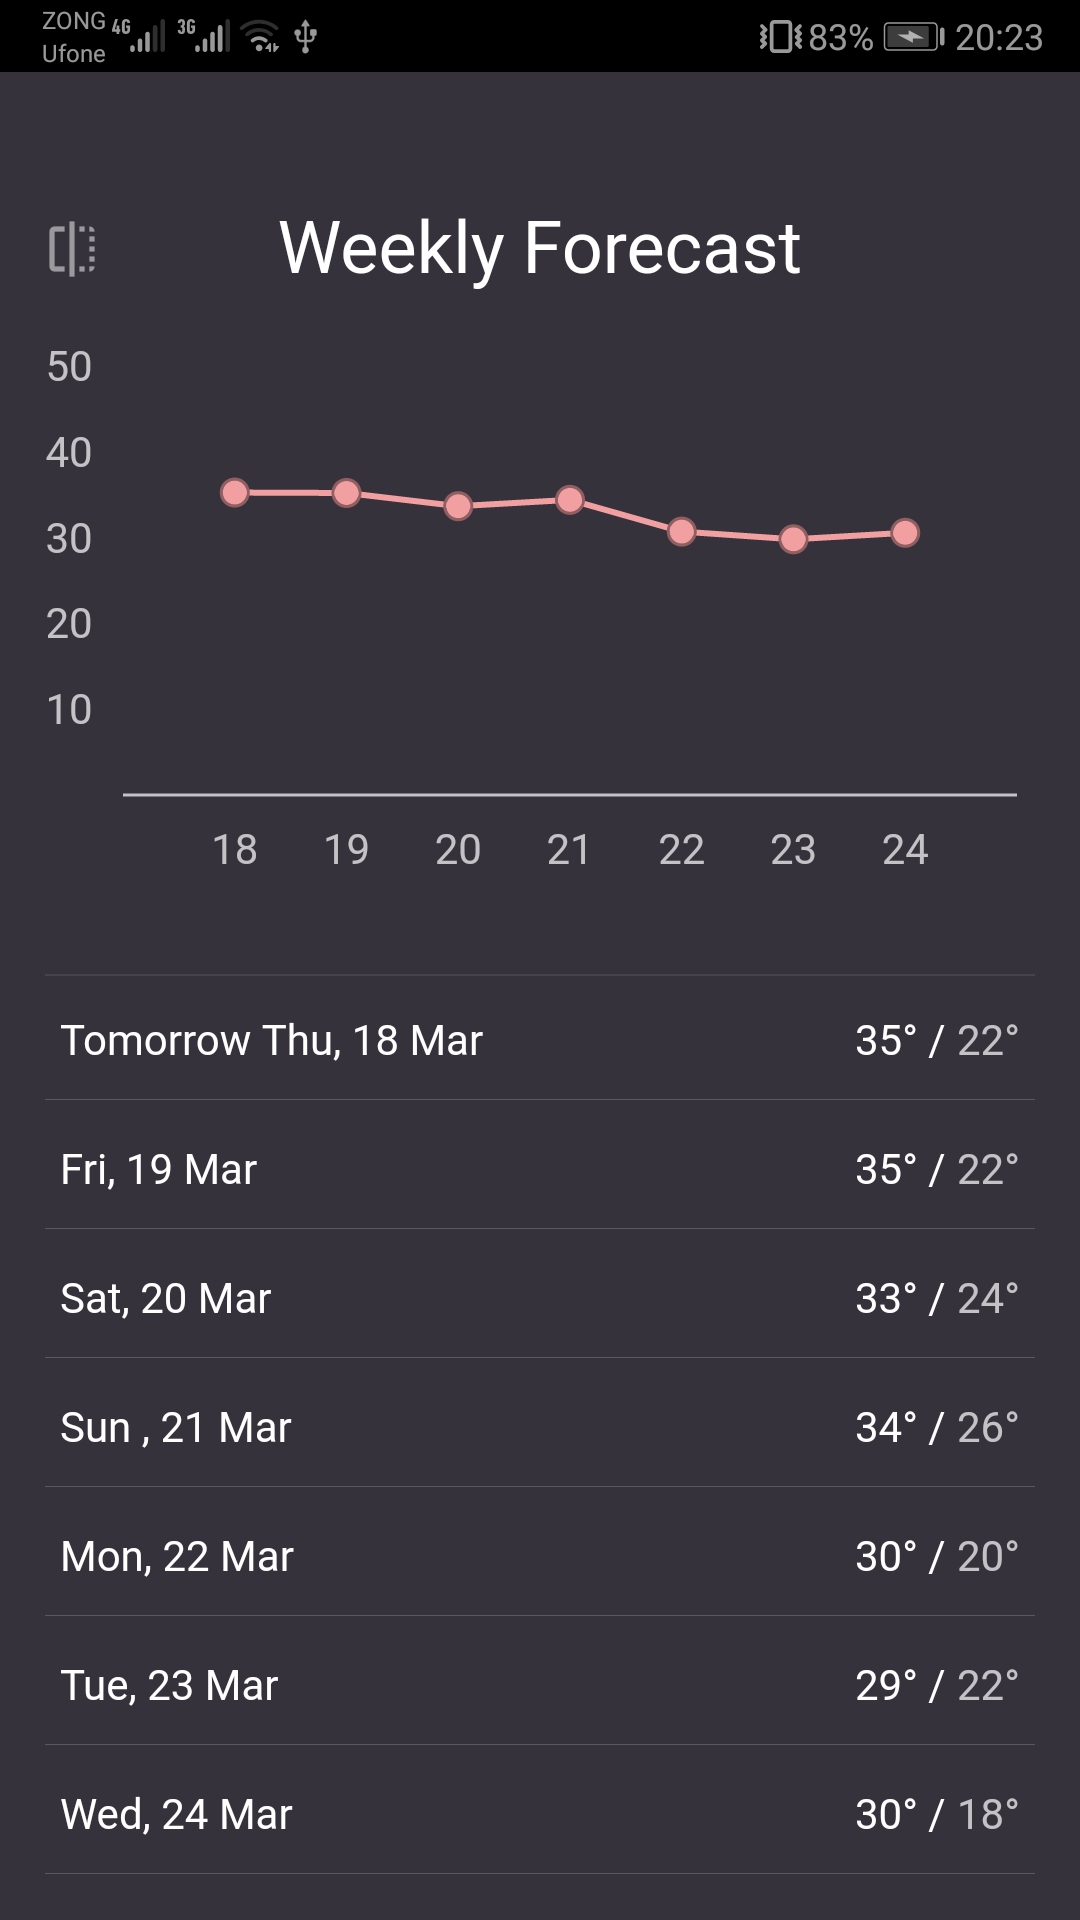 ZONG 4G 3G 83% 20:23
Ufone
Weekly Forecast
50
40
30
20
10
18 19 20 21 22 23 24
Tomorrow Thu, 18 Mar 35° / 22°
Fri, 19 Mar 35° / 22°
Sat, 20 Mar 33° / 24°
Sun , 21 Mar 34° / 26°
Mon, 22 Mar 30° / 20°
Tue, 23 Mar 29° / 22°
Wed, 24 Mar 30° / 18°